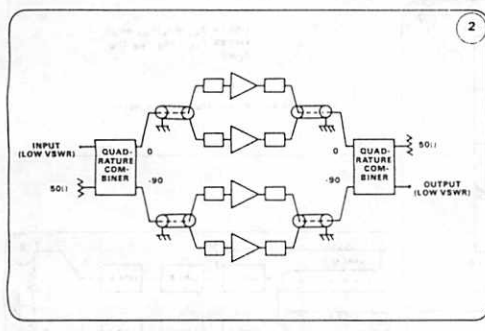 2
INPUT
(LOW VSWR)
50Ω
QUAD-
RATURE
COM-
BINER
0
-90
0
-90
QUAD-
RATURE
COM-
BINER
50Ω
OUTPUT
(LOW VSWR)